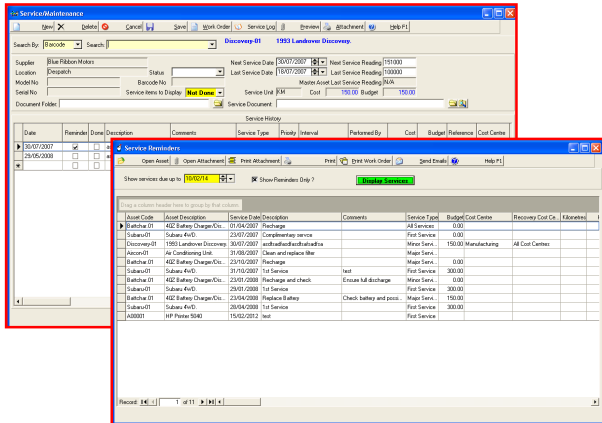 Service/Maintenance
New Delete Cancel Save Work Order Service Log Preview Attachment Help F1
Search By: Barcode Search: Discovery-01 1993 Landrover Discovery.
Supplier Blue Ribbon Motors Next Service Date 30/07/2007 Next Service Reading 151000
Location Despatch Status Last Service Date 18/07/2007 Last Service Reading 100000
Model No Barcode No Master Asset Last Service Reading N/A
Serial No Service items to Display Not Done Service Unit KM Cost 150.00 Budget 150.00
Document Folder Service Document
Service History
Date Reminder Done Description Comments Service Type Priority Interval Performed By Cost Budget Reference Cost Centre
30/07/2007
29/05/2008
Service Reminders
Open Asset Open Attachment Print Attachment Print Print Work Order Send Emails Help F1
Show services due up to 10/02/14 Show Reminders Only ? Display Services
Drag a column header here to group by that column.
Asset Code Asset Description Service Date Description Comments Service Type Budget Cost Centre Recovery Cost Ce... Kilometres
Battchar.01 40Z Battery Charger/Dis... 01/04/2007 Recharge All Services 0.00
Subaru-01 Subaru 4WD. 23/07/2007 Complimentary service First Service 0.00
Discovery-01 1993 Landrover Discovery. 30/07/2007 Minor Servi... 150.00 Manufacturing All Cost Centres
Aircon-01 Air Conditioning Unit. 31/08/2007 Clean and replace filter Major Servi...
Battchar.01 40Z Battery Charger/Dis... 23/10/2007 Recharge Major Servi... 0.00
Subaru-01 Subaru 4WD. 31/10/2007 1st Service test First Service 300.00
Battchar.01 40Z Battery Charger/Dis... 23/01/2008 Recharge and check Ensure full discharge Minor Servi... 0.00
Subaru-01 Subaru 4WD. 29/01/2008 1st Service First Service 300.00
Battchar.01 40Z Battery Charger/Dis... 23/04/2008 Replace Battery Check battery and poss... Major Servi... 150.00
Subaru-01 Subaru 4WD. 28/04/2008 1st Service First Service 300.00
A00001 HP Printer 5040 15/02/2012 test First Service
Record 1 of 11